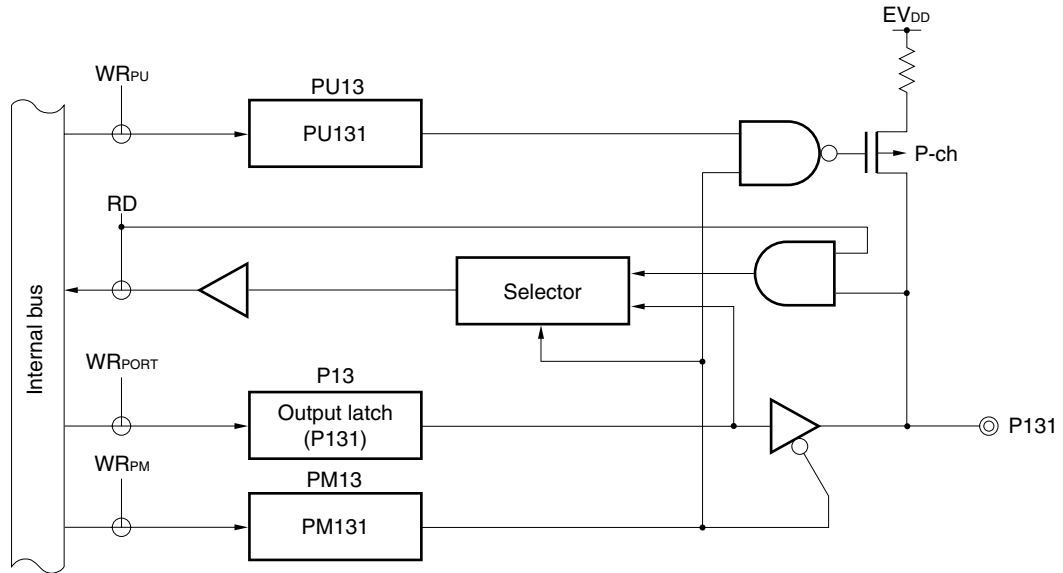 EVDD
WRPU
PU13
PU131
P-ch
RD
Selector
Internal bus
WRPORT
P13
Output latch
(P131)
P131
WRPM
PM13
PM131